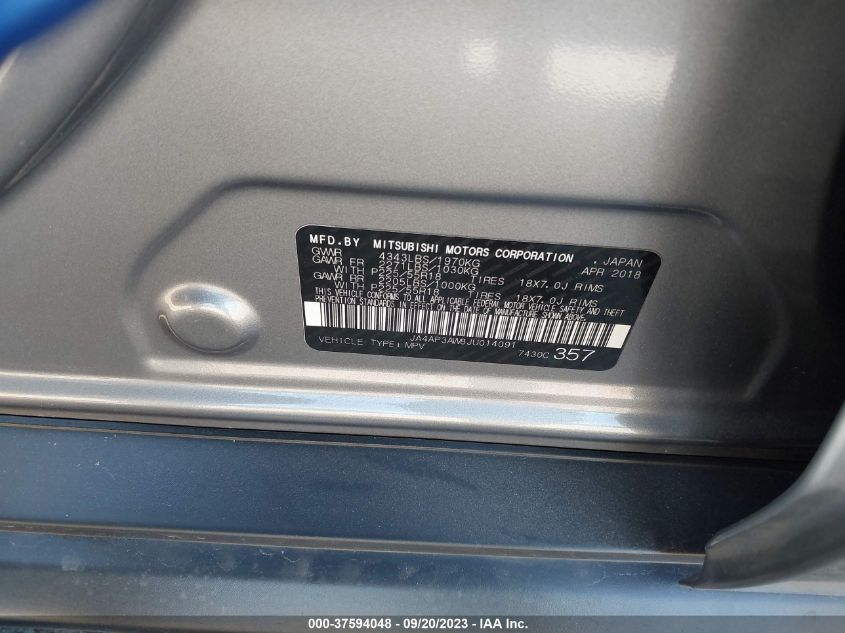 MFD.BY MITSUBISHI MOTORS CORPORATION . JAPAN
GVWR 4343LBS/1970KG APR 2018
GAWR FR 2271LBS/1030KG
WITH P225/55R18 TIRES 18X7.0J RIMS
GAWR RR 2205LBS/1000KG
WITH P225/55R18 TIRES 18X7.0J RIMS
THIS VEHICLE CONFORMS TO ALL APPLICABLE FEDERAL MOTOR VEHICLE SAFETY AND THEFT
PREVENTION STANDARDS IN EFFECT ON THE DATE OF MANUFACTURE SHOWN ABOVE.
JA4AP3AW8JU014091
VEHICLE TYPE: MPV 7430C 357
000-37594048 - 09/20/2023 - IAA Inc.